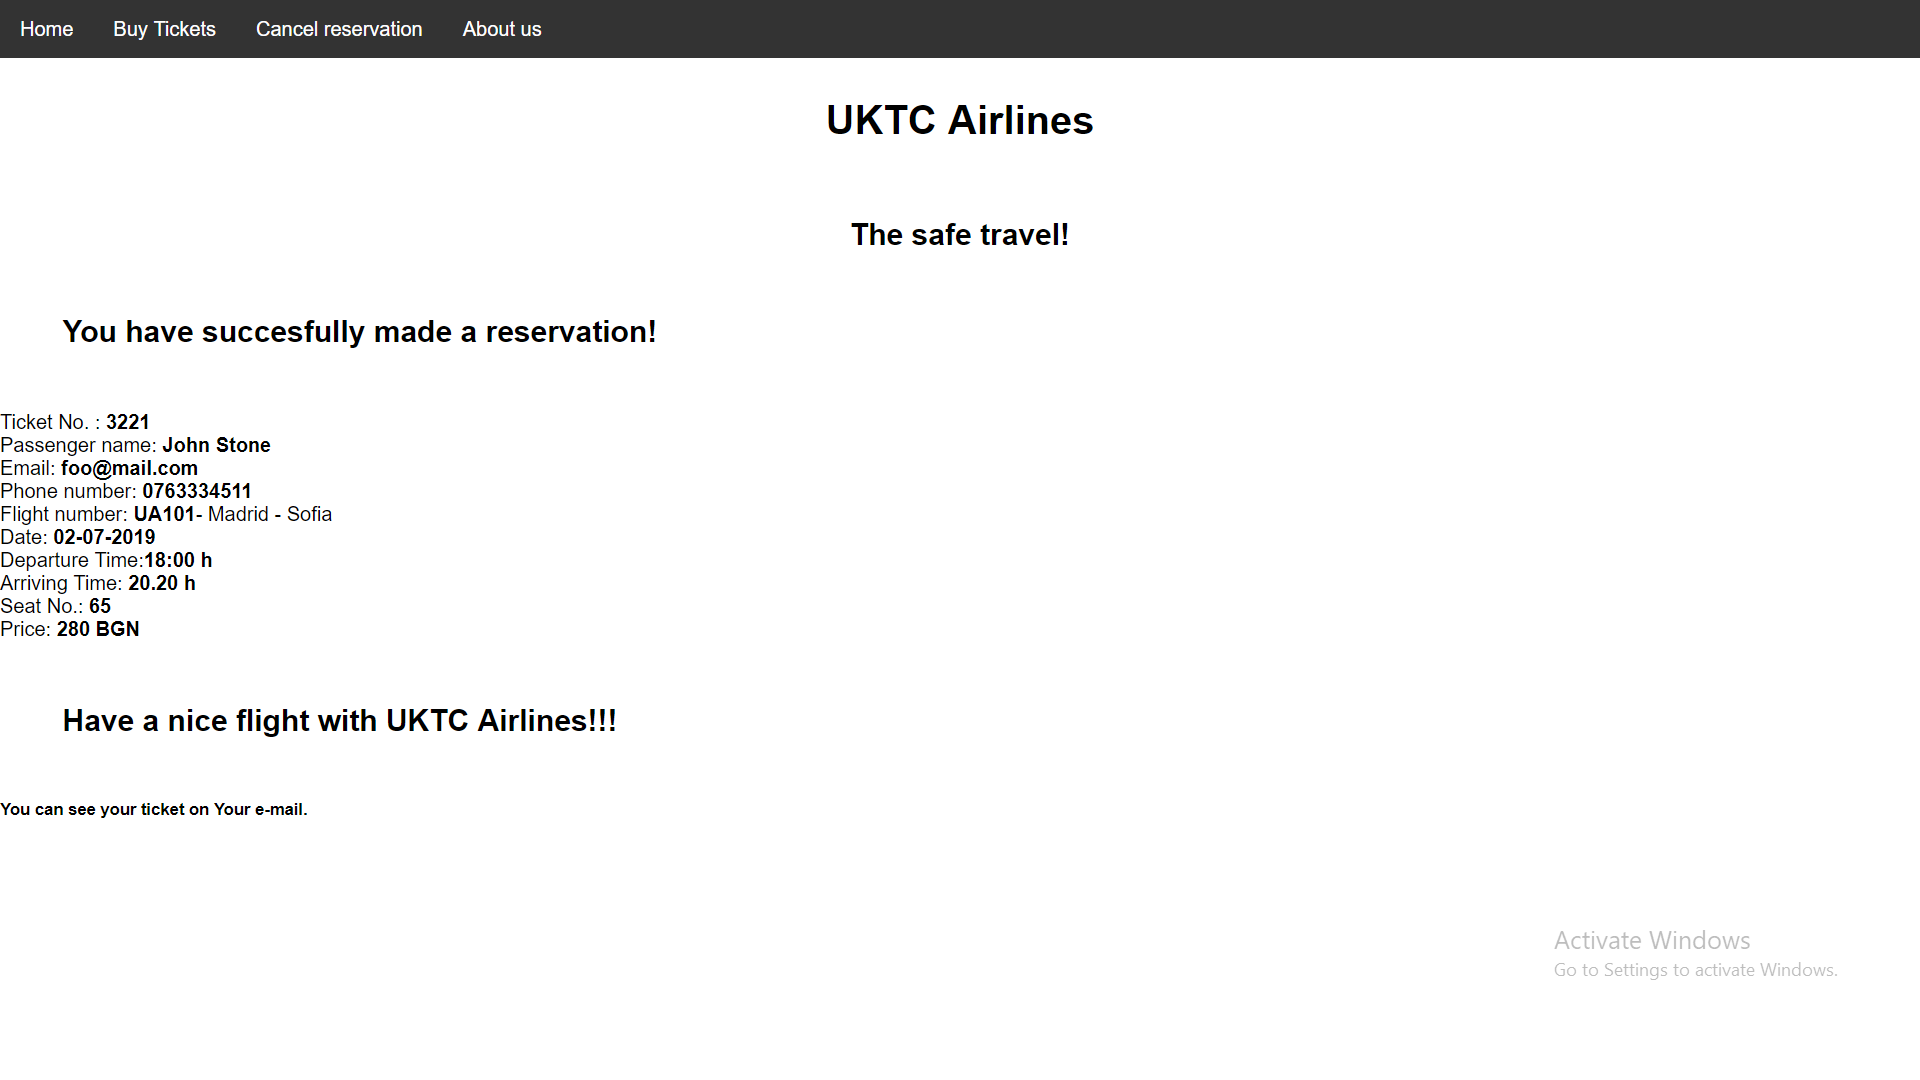 Home Buy Tickets Cancel reservation About us
UKTC Airlines
The safe travel!
You have succesfully made a reservation!
Ticket No. : 3221
Passenger name: John Stone
Email: foo@mail.com
Phone number: 0763334511
Flight number: UA101- Madrid - Sofia
Date: 02-07-2019
Departure Time:18:00 h
Arriving Time: 20.20 h
Seat No.: 65
Price: 280 BGN
Have a nice flight with UKTC Airlines!!!
You can see your ticket on Your e-mail.
Activate Windows
Go to Settings to activate Windows.